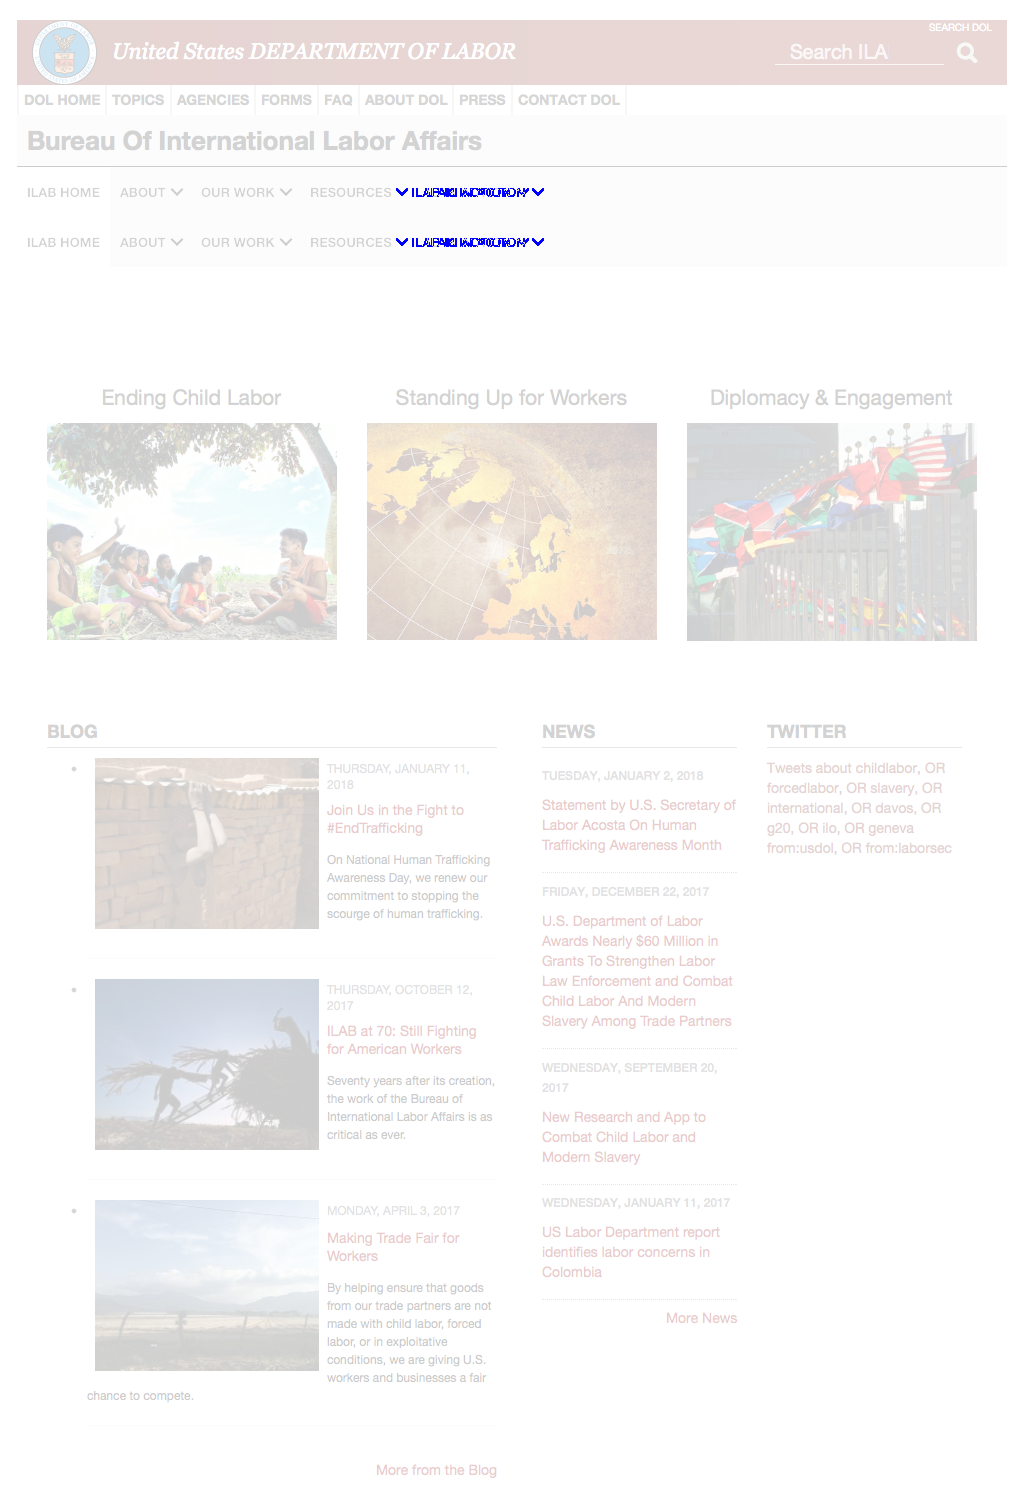 SEARCH DOL
United States DEPARTMENT OF LABOR
Search ILA
DOL HOME TOPICS AGENCIES FORMS FAQ ABOUT DOL PRESS CONTACT DOL
Bureau Of International Labor Affairs
ILAB HOME ABOUT OUR WORK RESOURCES
ILAB HOME ABOUT OUR WORK RESOURCES
Ending Child Labor
Standing Up for Workers
Diplomacy & Engagement
BLOG
THURSDAY, JANUARY 11,
2018
Join Us in the Fight to
#EndTrafficking
On National Human Trafficking
Awareness Day, we renew our
commitment to stopping the
scourge of human trafficking.
THURSDAY, OCTOBER 12,
2017
ILAB at 70: Still Fighting
for American Workers
Seventy years after its creation,
the work of the Bureau of
International Labor Affairs is as
critical as ever.
MONDAY, APRIL 3, 2017
Making Trade Fair for
Workers
By helping ensure that goods
from our trade partners are not
made with child labor, forced
labor, or in exploitative
conditions, we are giving U.S.
workers and businesses a fair
chance to compete.
More from the Blog
NEWS
TUESDAY, JANUARY 2, 2018
Statement by U.S. Secretary of
Labor Acosta On Human
Trafficking Awareness Month
FRIDAY, DECEMBER 22, 2017
U.S. Department of Labor
Awards Nearly $60 Million in
Grants To Strengthen Labor
Law Enforcement and Combat
Child Labor And Modern
Slavery Among Trade Partners
WEDNESDAY, SEPTEMBER 20,
2017
New Research and App to
Combat Child Labor and
Modern Slavery
WEDNESDAY, JANUARY 11, 2017
US Labor Department report
identifies labor concerns in
Colombia
More News
TWITTER
Tweets about childlabor, OR
forcedlabor, OR slavery, OR
international, OR davos, OR
g20, OR ilo, OR geneva
from:usdol, OR from:laborsec